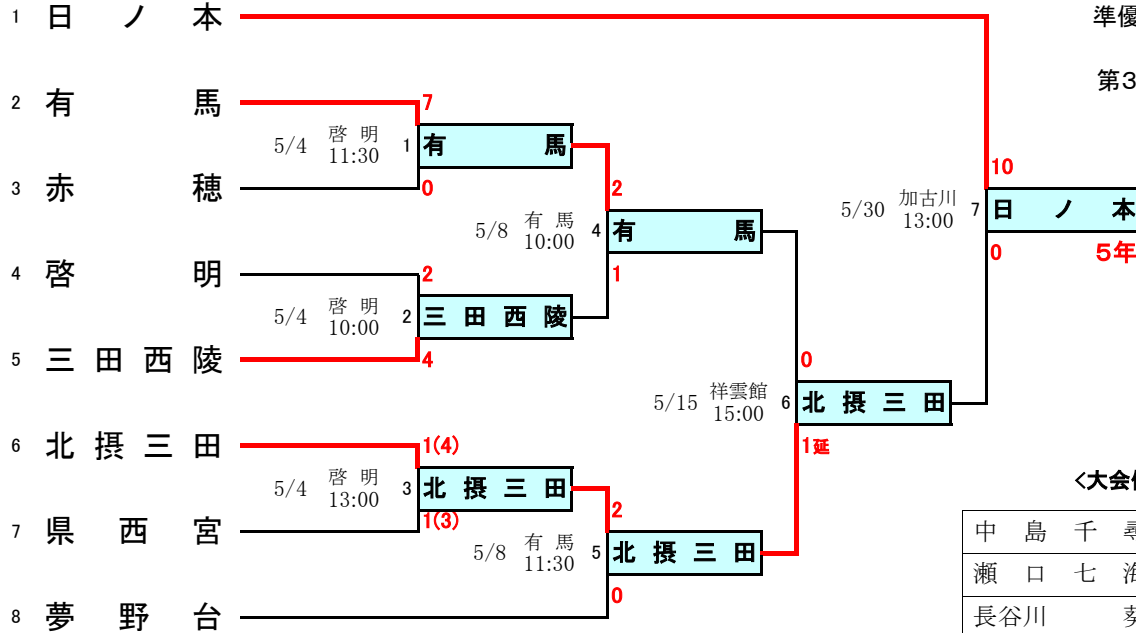 1 日ノ本
準優
2 有馬
7
第3
5/4 啓明 11:30 1 有馬
3 赤穂
0
2
10
5/8 有馬 10:00 4 有馬
5/30 加古川 13:00 7 日ノ本
4 啓明
2
1
0
5年
5/4 啓明 10:00 2 三田西陵
5 三田西陵
4
0
5/15 祥雲館 15:00 6 北摂三田
6 北摂三田
1(4)
1延
5/4 啓明 13:00 3 北摂三田
<大会
7 県西宮
1(3)
2
5/8 有馬 11:30 5 北摂三田
中島千
瀬口七
0
長谷川
8 夢野台